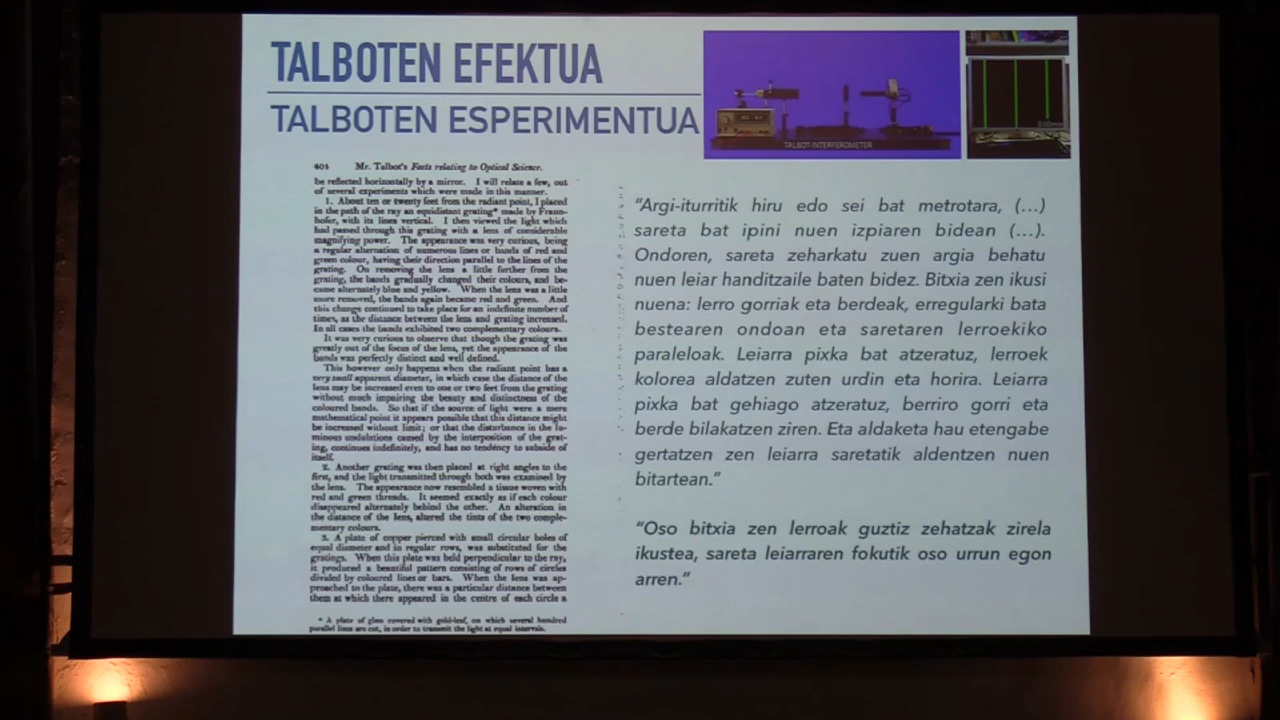 TALBOTEN EFEKTUA
TALBOTEN ESPERIMENTUA
TALBOT INTERFEROMETER
404 Mr. Talbot's Facts relating to Optical Science.
be reflected horizontally by a mirror. I will relate a few, out
of several experiments which were made in this manner.
1. About ten or twenty feet from the radiant point, I placed
in the path of the ray an equidistant grating* made by Fraun-
hofer, with its lines vertical. I then viewed the light which
had passed through this grating with a lens of considerable
magnifying power. The appearance was very curious, being
a regular alternation of numerous lines or bands of red and
green colour, having their direction parallel to the lines of the
grating. On removing the lens a little further from the
grating, the bands gradually changed their colours, and be-
came alternately blue and yellow. When the lens was a little
more removed, the bands again became red and green. And
this change continued to take place for an indefinite number of
times, as the distance between the lens and grating increased.
In all cases the bands exhibited two complementary colours.
It was very curious to observe that though the grating was
greatly out of the focus of the lens, yet the appearance of the
bands was perfectly distinct and well defined.
This however only happens when the radiant point has a
very small apparent diameter, in which case the distance of the
lens may be increased even to one or two feet from the grating
without much impairing the beauty and distinctness of the
coloured bands. So that if the source of light were a mere
mathematical point it appears possible that this distance might
be increased without limit; or that the disturbance in the lu-
minous undulations caused by the interposition of the grat-
ing, continues indefinitely, and has no tendency to subside of
itself.
2. Another grating was then placed at right angles to the
first, and the light transmitted through both was examined by
the lens. The appearance now resembled a tissue woven with
red and green threads. It seemed exactly as if each colour
disappeared alternately behind the other. An alteration in
the distance of the lens, altered the tints of the two comple-
mentary colours.
3. A plate of copper pierced with small circular holes of
equal diameter and in regular rows, was substituted for the
gratings. When this plate was held perpendicular to the ray,
it produced a beautiful pattern consisting of rows of circles
divided by coloured lines or bars. When the lens was ap-
proached to the plate, there was a particular distance between
them at which there appeared in the centre of each circle a
* A plate of glass covered with gold-leaf, on which several hundred
parallel lines are cut, in order to transmit the light at equal intervals.
“Argi-iturritik hiru edo sei bat metrotara, (...)
sareta bat ipini nuen izpiaren bidean (...).
Ondoren, sareta zeharkatu zuen argia behatu
nuen leiar handitzaile baten bidez. Bitxia zen ikusi
nuena: lerro gorriak eta berdeak, erregularki bata
bestearen ondoan eta saretaren lerroekiko
paraleloak. Leiarra pixka bat atzeratuz, lerroek
kolorea aldatzen zuten urdin eta horira. Leiarra
pixka bat gehiago atzeratuz, berriro gorri eta
berde bilakatzen ziren. Eta aldaketa hau etengabe
gertatzen zen leiarra saretatik aldentzen nuen
bitartean.”
“Oso bitxia zen lerroak guztiz zehatzak zirela
ikustea, sareta leiarraren fokutik oso urrun egon
arren.”